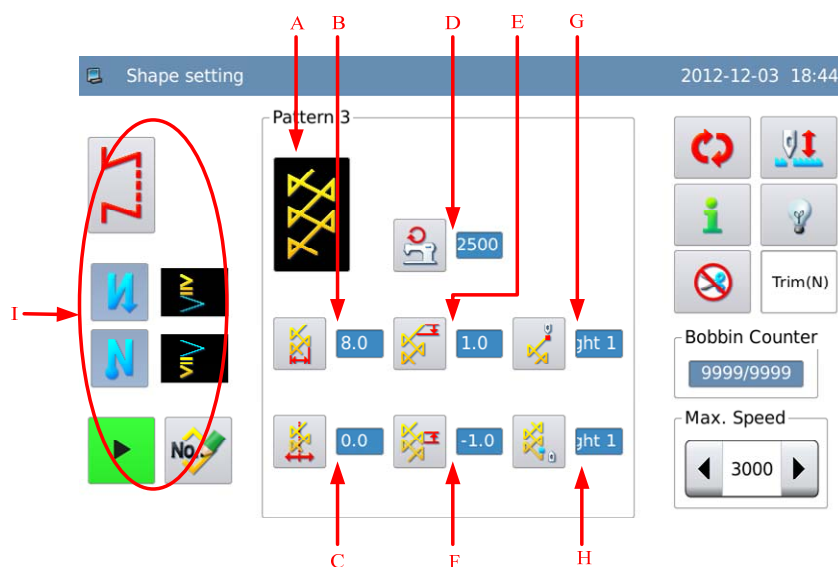 A B D E G
Shape setting 2012-12-03 18:44
Pattern 3
2500
I
Trim(N)
8.0 1.0 ght 1
Bobbin Counter
9999/9999
Max. Speed
0.0 -1.0 ght 1
No.
3000
C F H